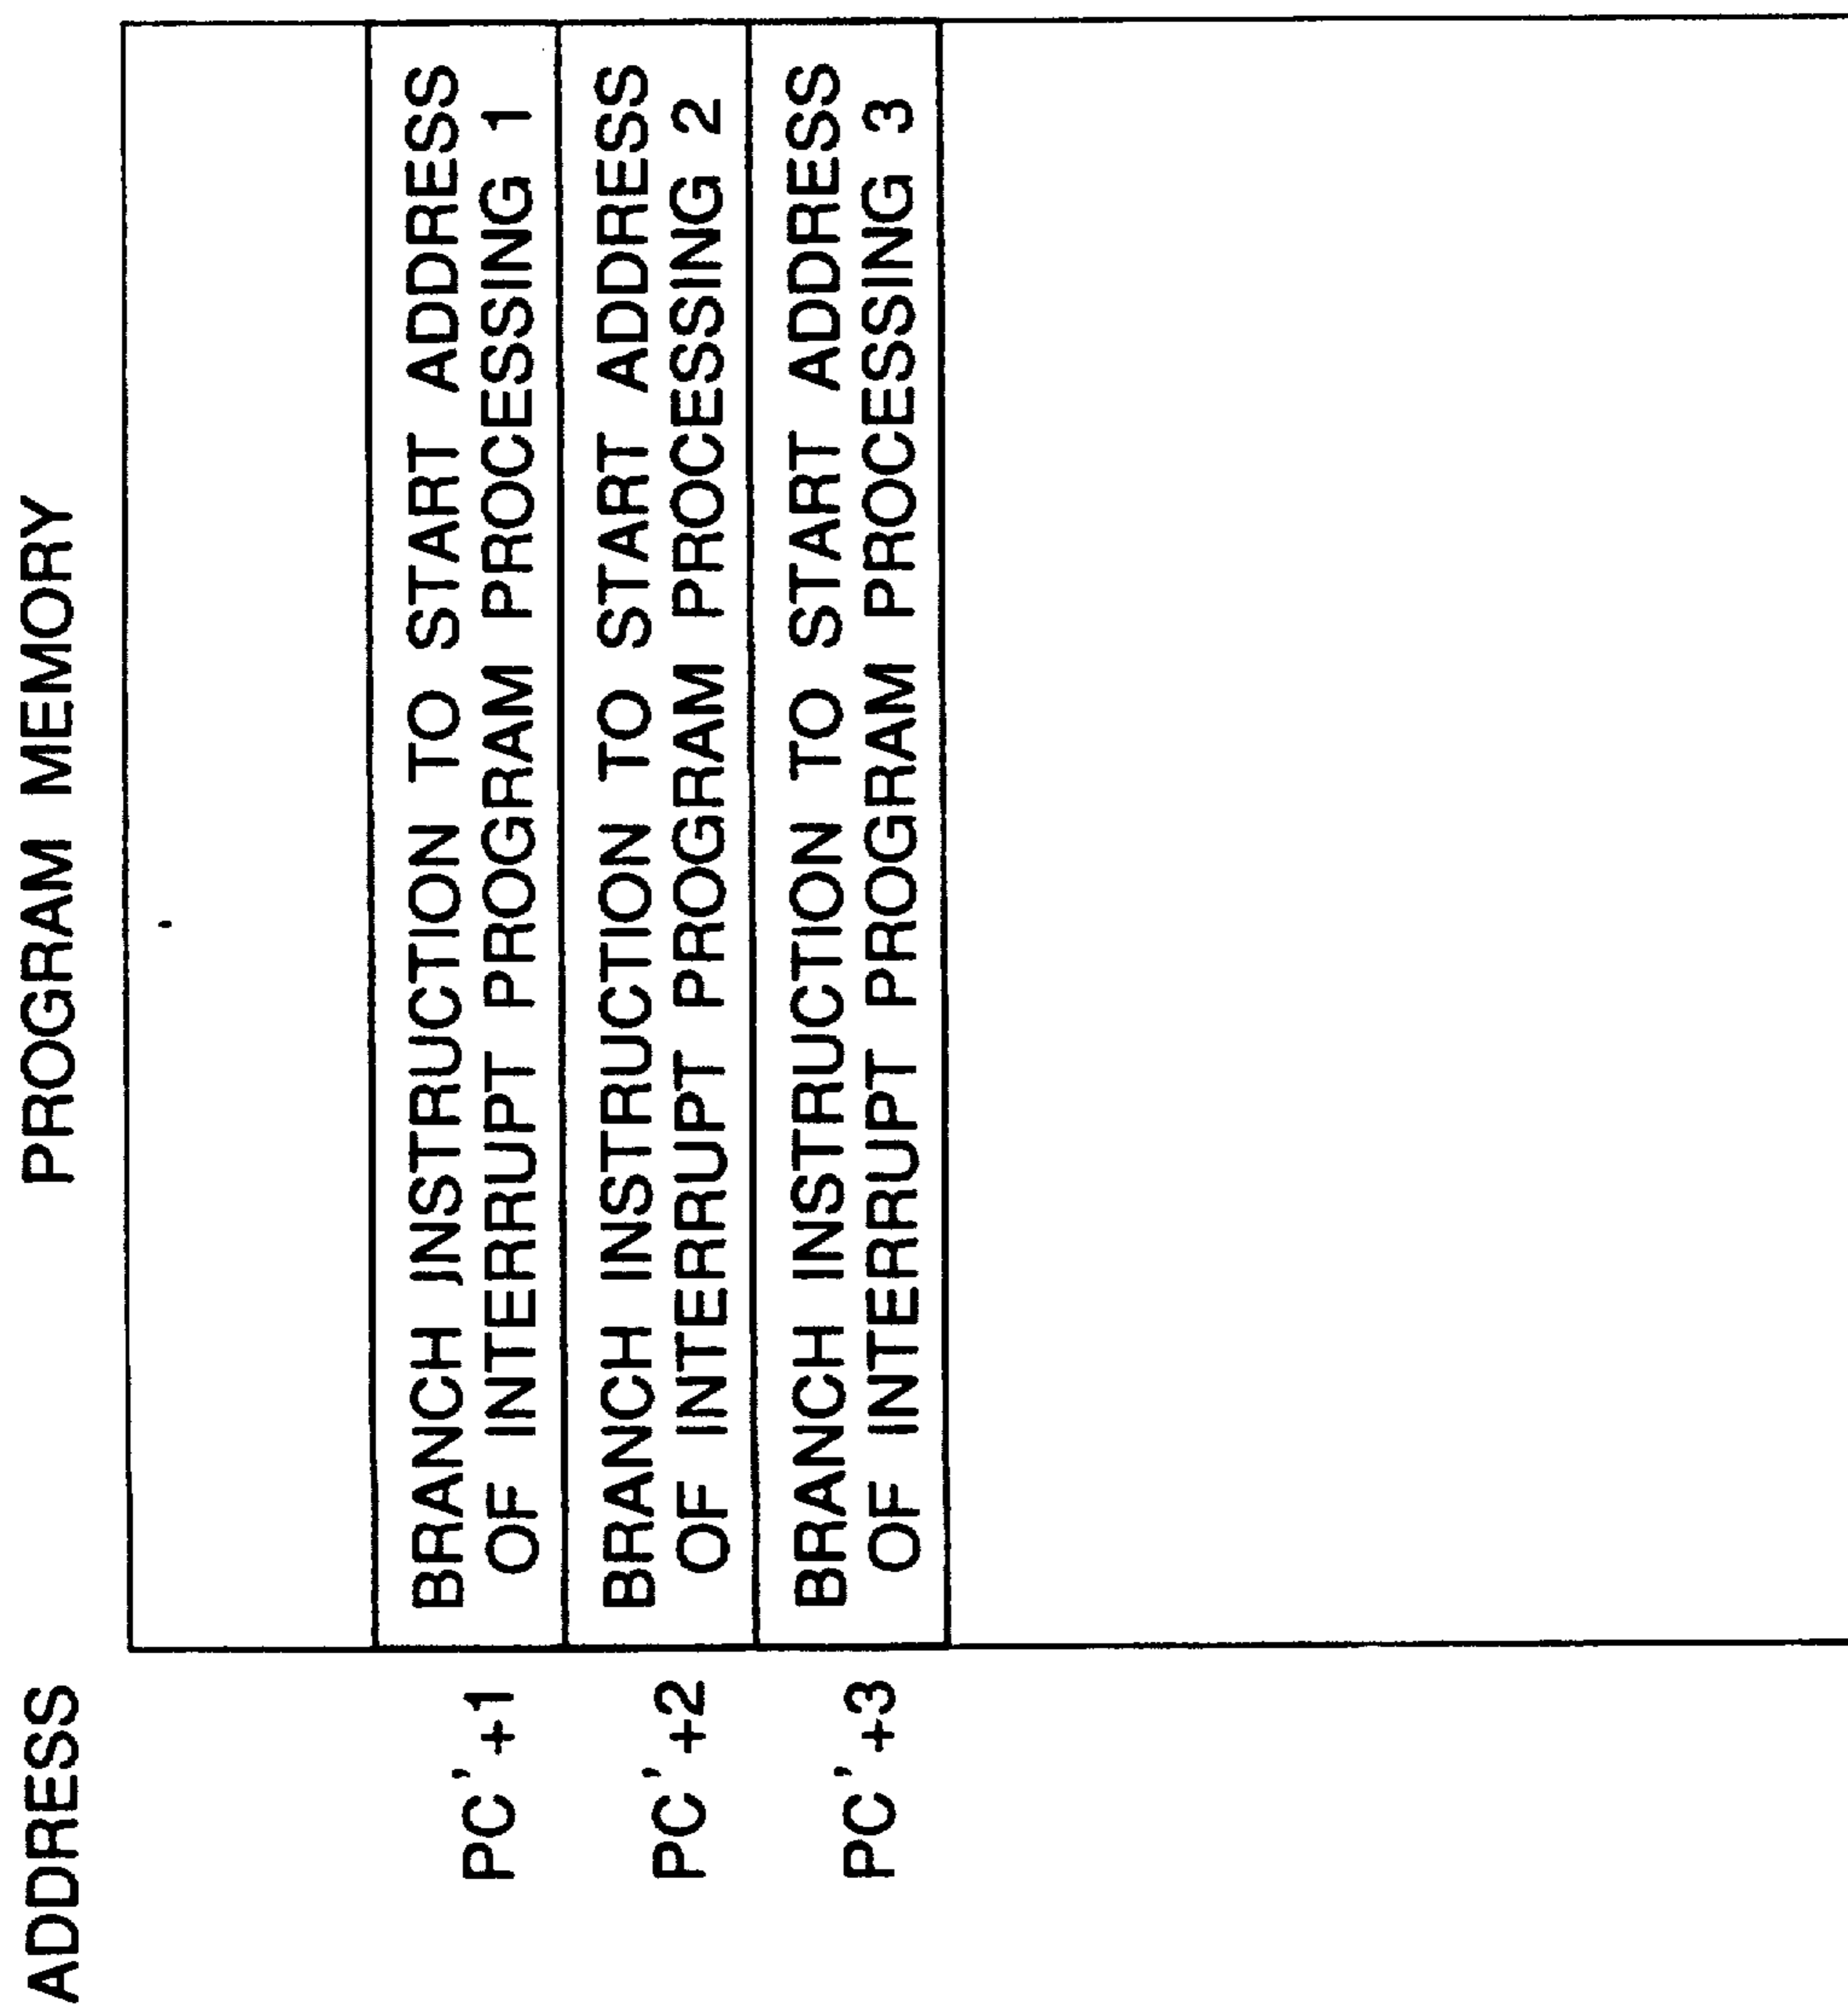 ADDRESS PROGRAM MEMORY
PC'+1 BRANCH INSTRUCTION TO START ADDRESS
OF INTERRUPT PROGRAM PROCESSING 1
PC'+2 BRANCH INSTRUCTION TO START ADDRESS
OF INTERRUPT PROGRAM PROCESSING 2
PC'+3 BRANCH INSTRUCTION TO START ADDRESS
OF INTERRUPT PROGRAM PROCESSING 3